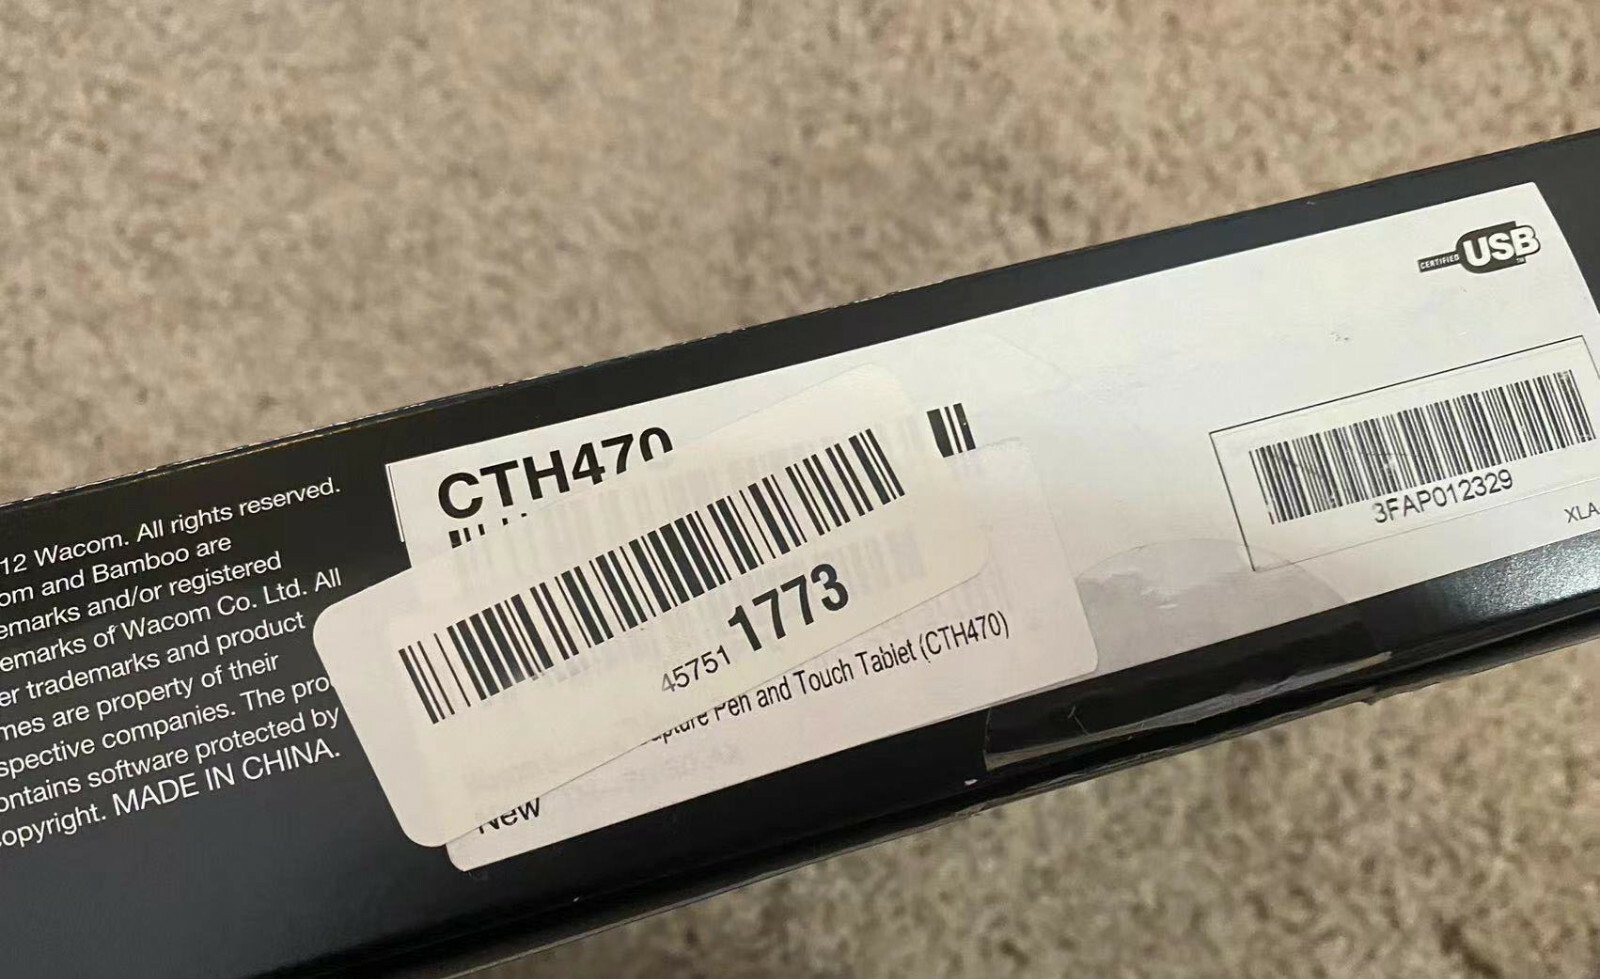 12 Wacom. All rights reserved.
om and Bamboo are
emarks and/or registered
emarks of Wacom Co. Ltd. All
er trademarks and product
mes are property of their
spective companies. The pro
ontains software protected by
opyright. MADE IN CHINA.
CTH470
45751 1773
pture Pen and Touch Tablet (CTH470)
New
CERTIFIED USB TM
3FAP012329
XLA-